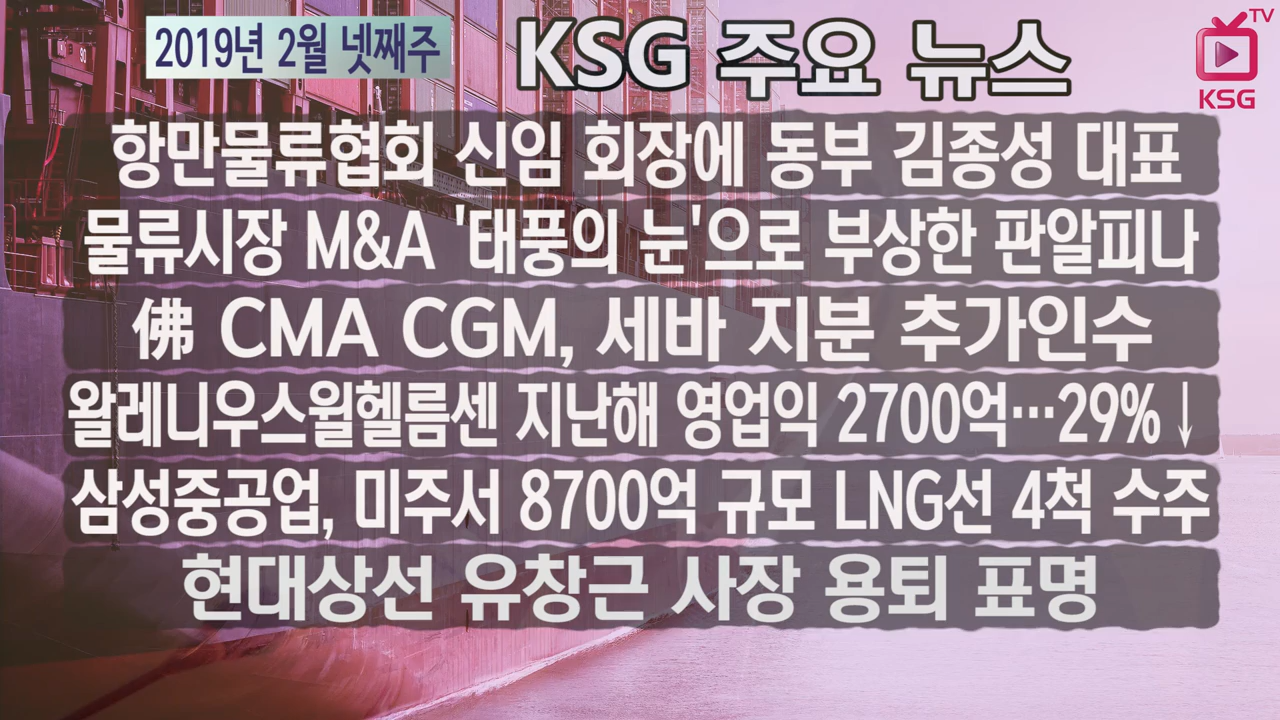 2019년 2월 넷째주
KSG 주요 뉴스
TV
KSG
항만물류협회 신임 회장에 동부 김종성 대표
물류시장 M&A '태풍의 눈'으로 부상한 판알피나
佛 CMA CGM, 세바 지분 추가인수
왈레니우스윌헬름센 지난해 영업익 2700억…29%↓
삼성중공업, 미주서 8700억 규모 LNG선 4척 수주
현대상선 유창근 사장 용퇴 표명